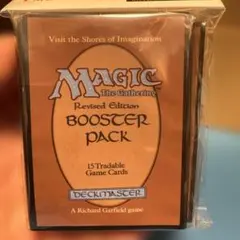 Visit the Shores of Imagination
MAGIC
The Gathering
Revised Edition
BOOSTER
PACK
15 Tradable
Game Cards
DECKMASTER
A Richard Garfield game